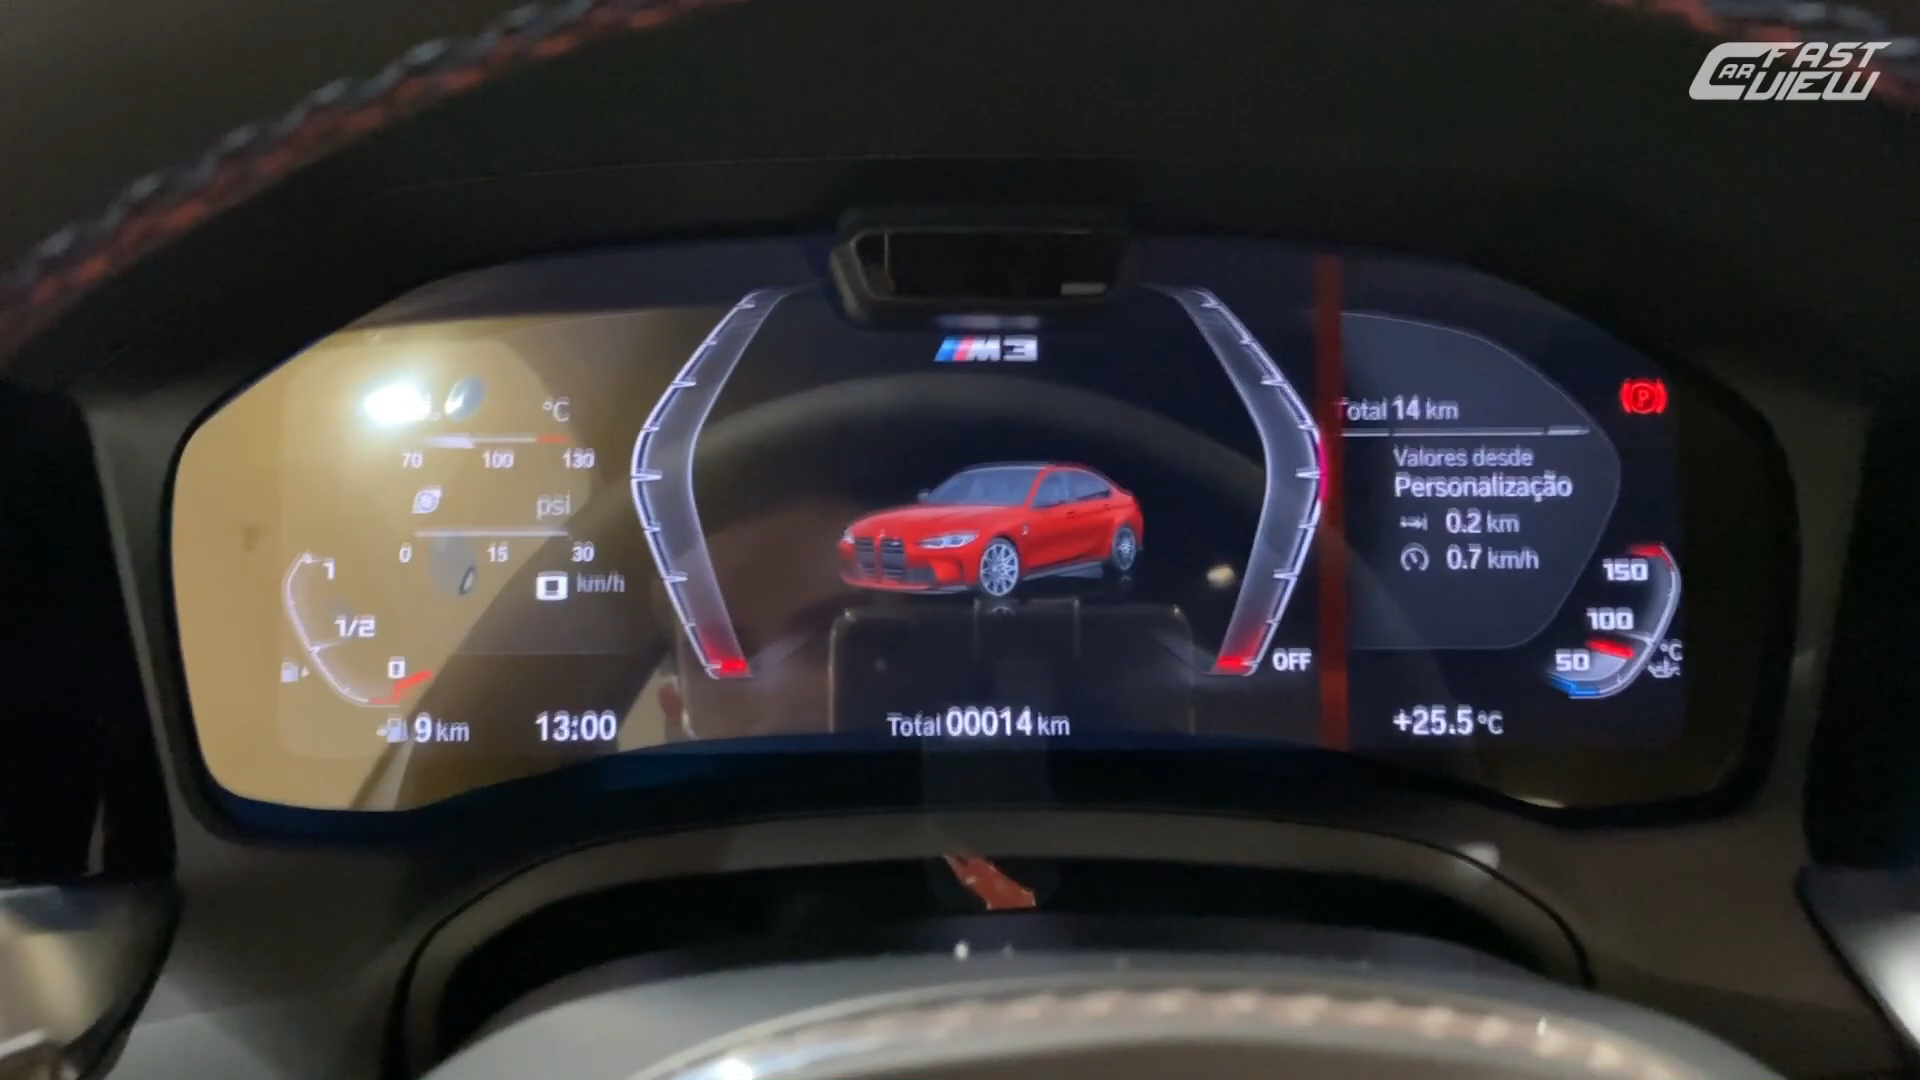 CAR FAST VIEW
M3
°C
70 100 130
psi
0 15 30
km/h
1
1/2
0
9 km
13:00
Total 00014 km
OFF
Total 14 km
Valores desde
Personalização
0.2 km
0.7 km/h
P
150
100
50
°C
+25.5 °C